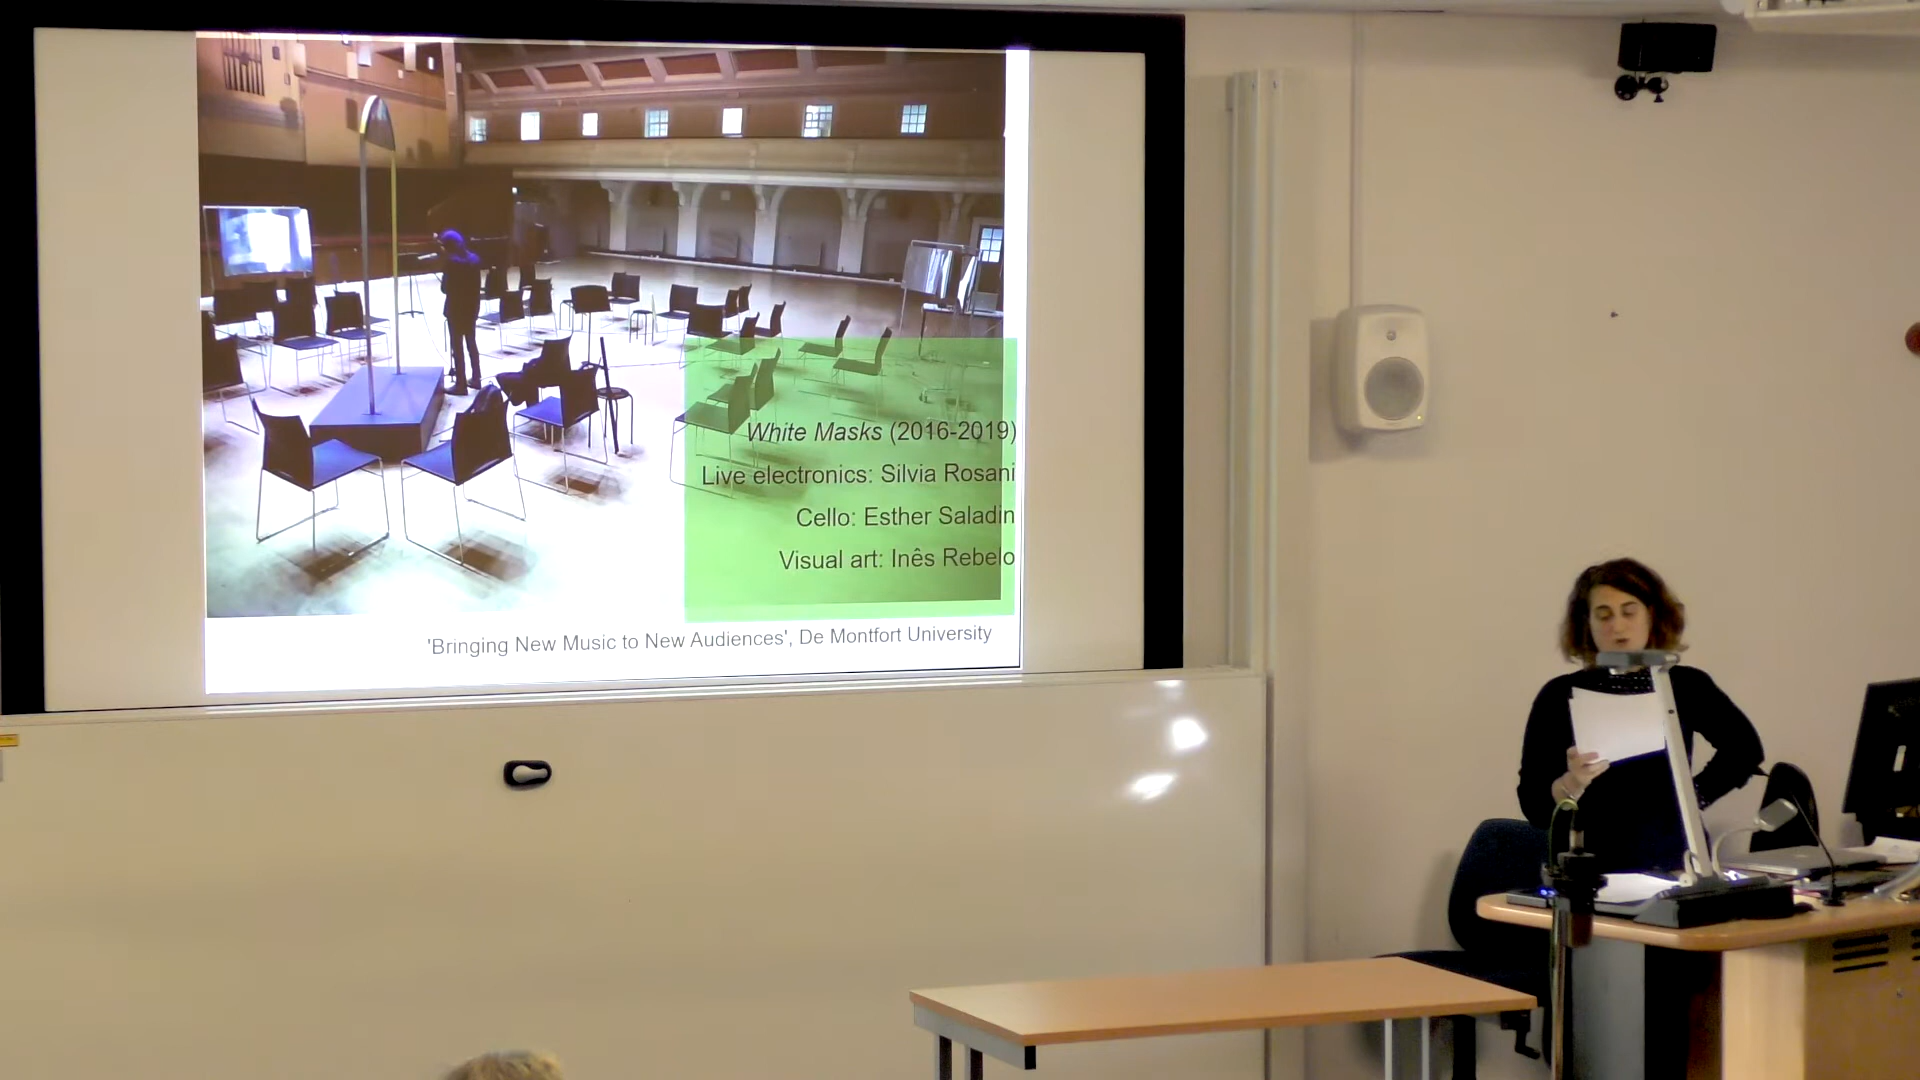 White Masks (2016-2019)
Live electronics: Silvia Rosani
Cello: Esther Saladin
Visual art: Inês Rebelo
'Bringing New Music to New Audiences', De Montfort University